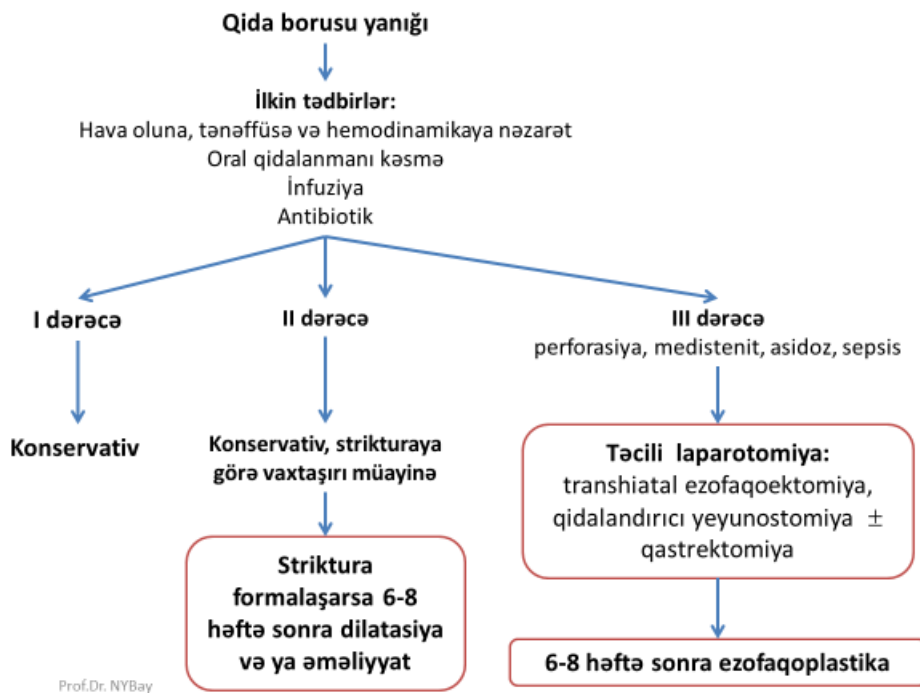 Qida borusu yanığı
İlkin tədbirlər:
Hava oluna, tənəffüsə və hemodinamikaya nəzarət
Oral qidalanmanı kəsmə
İnfuziya
Antibiotik
I dərəcə
Konservativ
II dərəcə
Konservativ, strikturaya
görə vaxtaşırı müayinə
Striktura
formalaşarsa 6-8
həftə sonra dilatasiya
və ya əməliyyat
III dərəcə
perforasiya, medistenit, asidoz, sepsis
Təcili laparotomiya:
transhiatal ezofaqoektomiya,
qidalandırıcı yeyunostomiya ±
qastrektomiya
6-8 həftə sonra ezofaqoplastika
Prof.Dr. NYBay